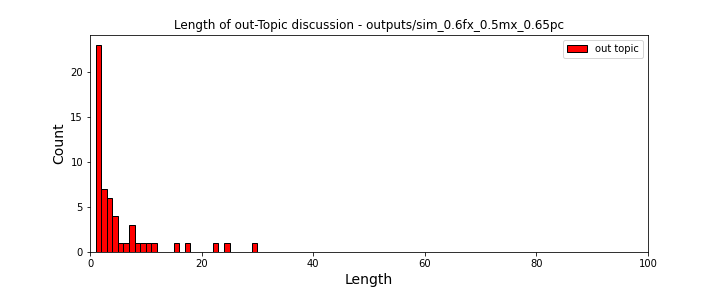 Length of out-Topic discussion - outputs/sim_0.6fx_0.5mx_0.65pc
out topic
Count
20
15
10
5
0
0 20 40 60 80 100
Length